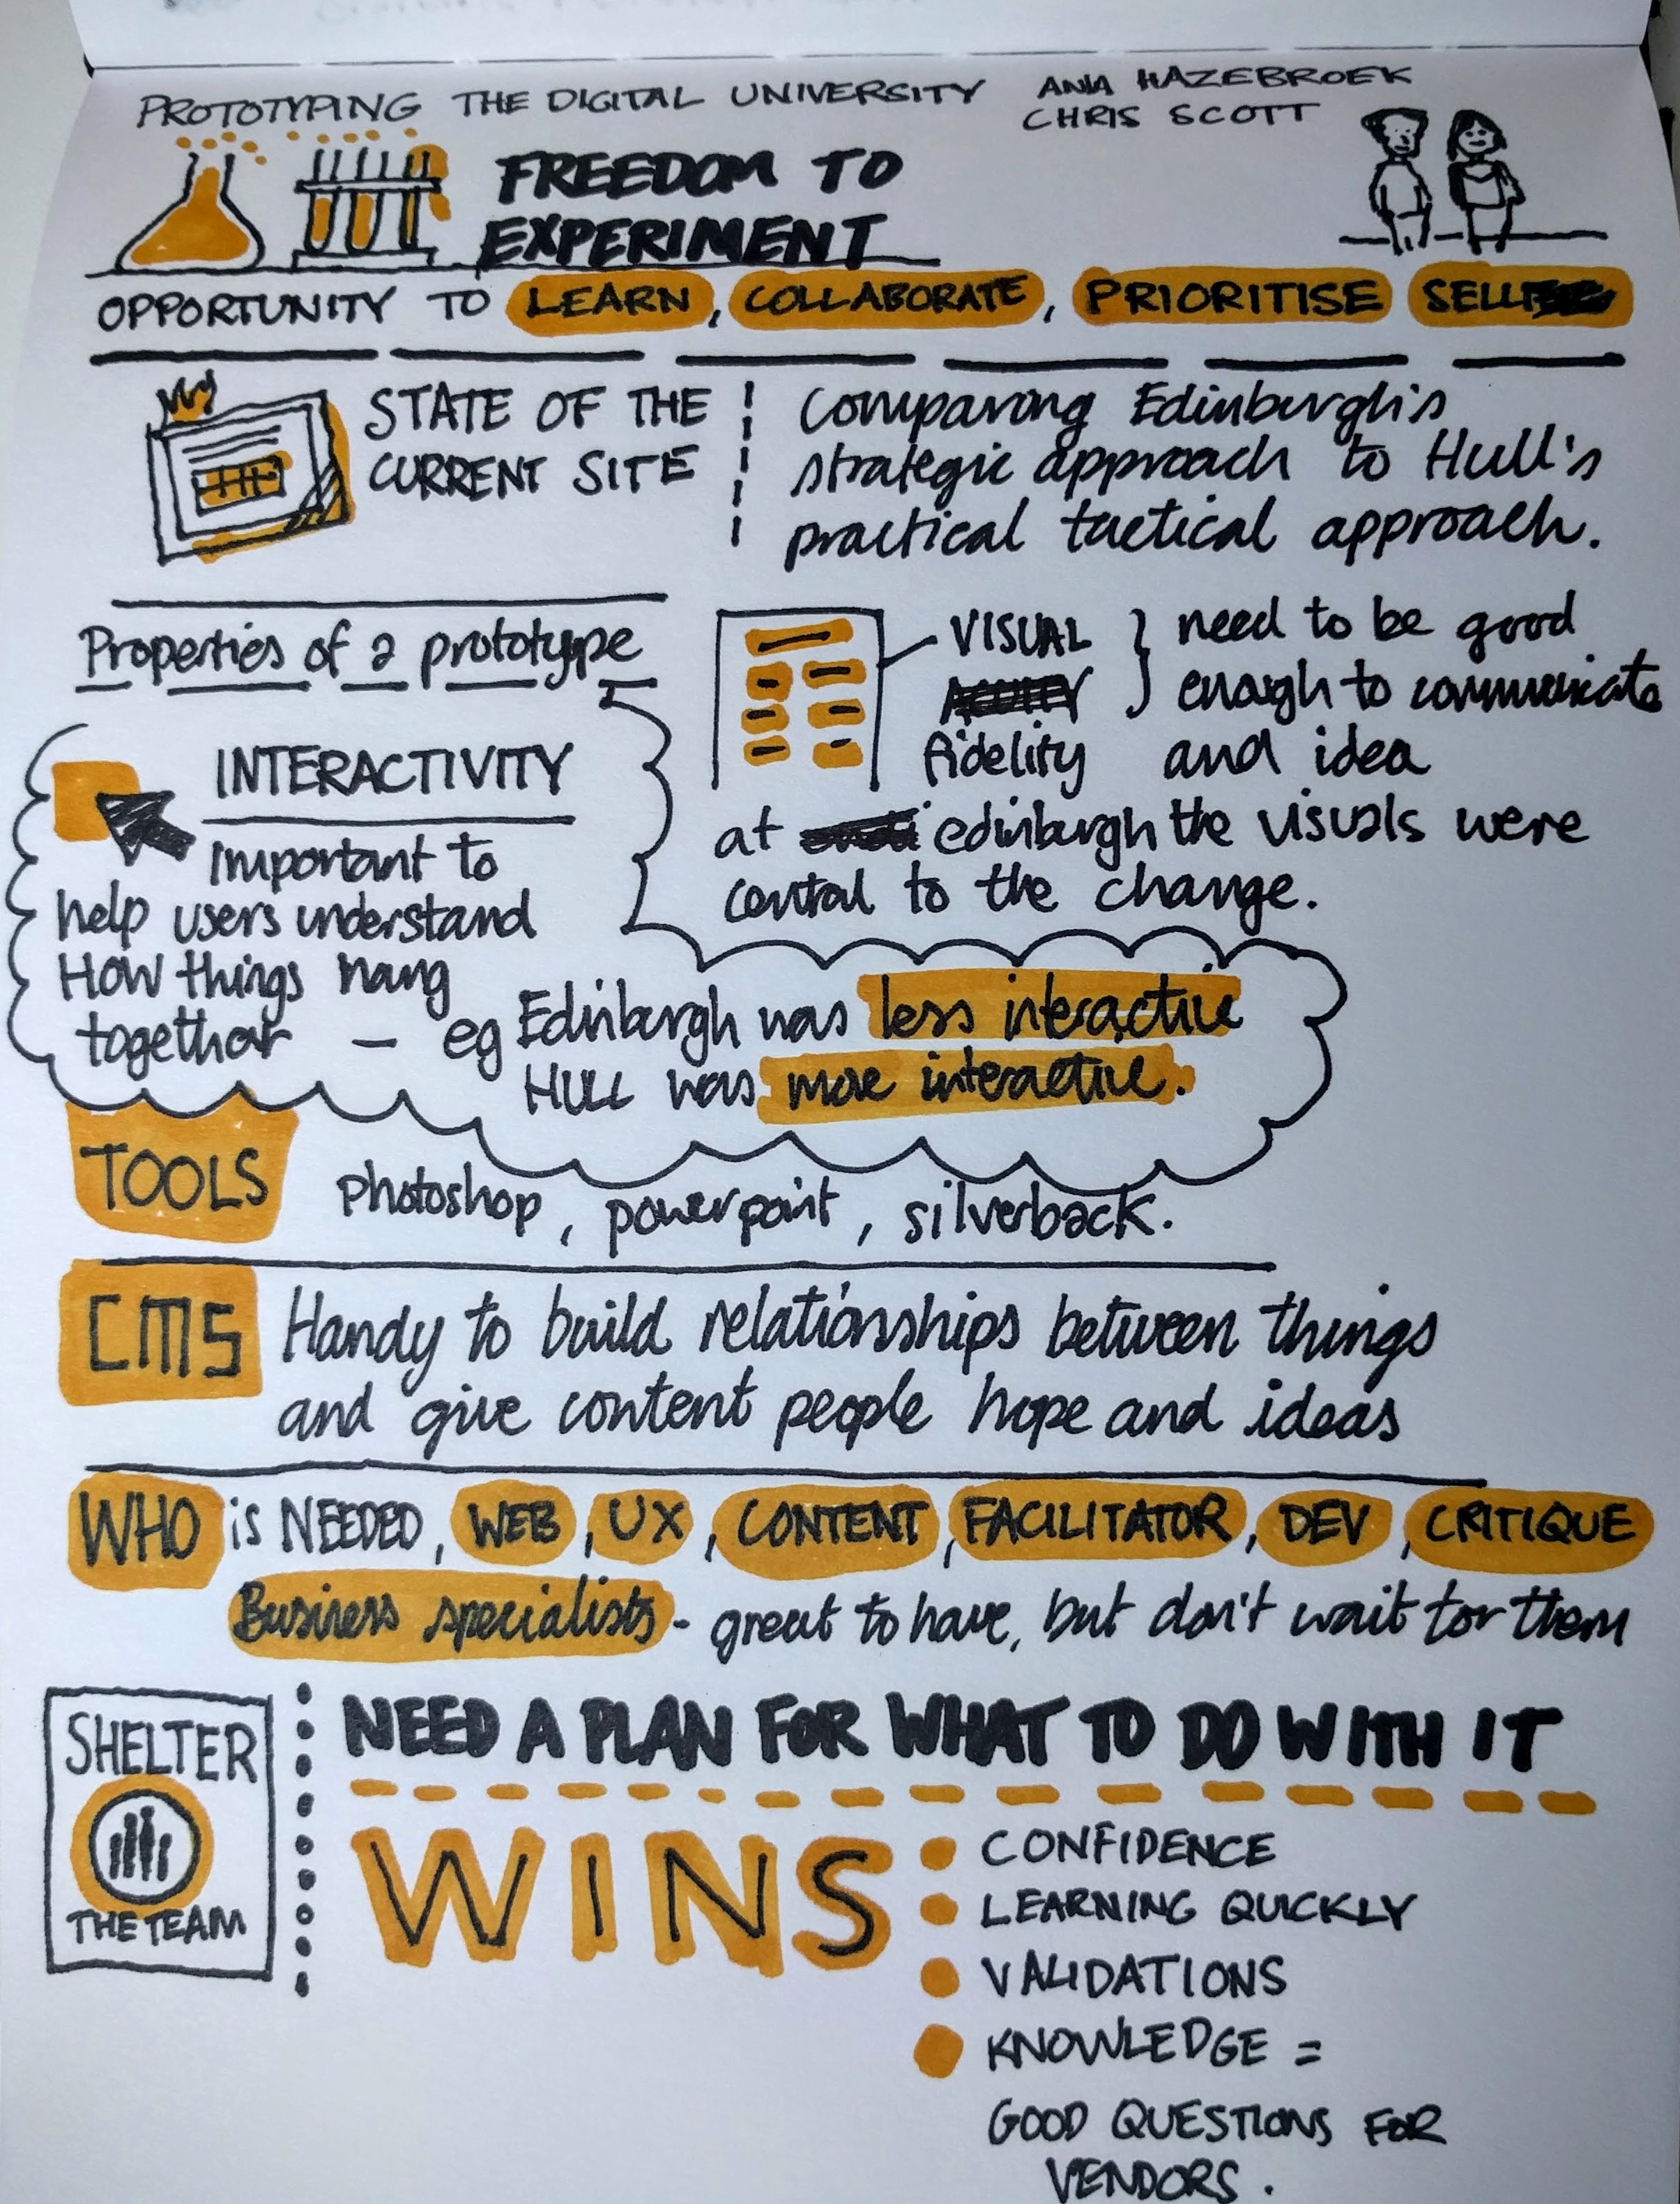 PROTOTYPING THE DIGITAL UNIVERSITY
ANIA HAZEBROEK
CHRIS SCOTT
FREEDOM TO
EXPERIMENT
OPPORTUNITY TO LEARN, COLLABORATE, PRIORITISE SELL
STATE OF THE
CURRENT SITE
Comparing Edinburgh's
strategic approach to Hull's
practical tactical approach.
Properties of a prototype
VISUAL
fidelity
need to be good
enough to communicate
and idea
at edinburgh the visuals were
central to the change.
INTERACTIVITY
Important to
help users understand
How things hang
together - eg Edinburgh was less interactive
HULL was more interactive.
TOOLS
Photoshop, powerpoint, silverback.
CMS
Handy to build relationships between things
and give content people hope and ideas
WHO is NEEDED, WEB, UX, CONTENT, FACILITATOR, DEV, CRITIQUE
Business specialists - great to have, but don't wait for them
SHELTER
THE TEAM
NEED A PLAN FOR WHAT TO DO WITH IT
WINS
CONFIDENCE
LEARNING QUICKLY
VALIDATIONS
KNOWLEDGE =
GOOD QUESTIONS FOR
VENDORS.